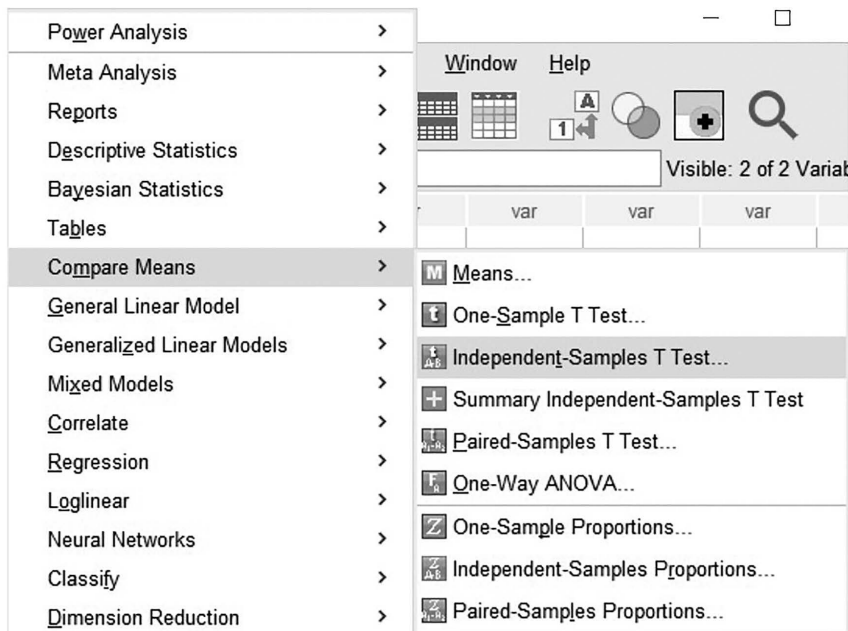 Power Analysis
Meta Analysis
Reports
Descriptive Statistics
Bayesian Statistics
Tables
Compare Means
General Linear Model
Generalized Linear Models
Mixed Models
Correlate
Regression
Loglinear
Neural Networks
Classify
Dimension Reduction
Window Help
A
1
Visible: 2 of 2 Variab
var var var
M Means...
t One-Sample T Test...
Independent-Samples T Test...
Summary Independent-Samples T Test
Paired-Samples T Test...
One-Way ANOVA...
Z One-Sample Proportions...
Independent-Samples Proportions...
Paired-Samples Proportions...